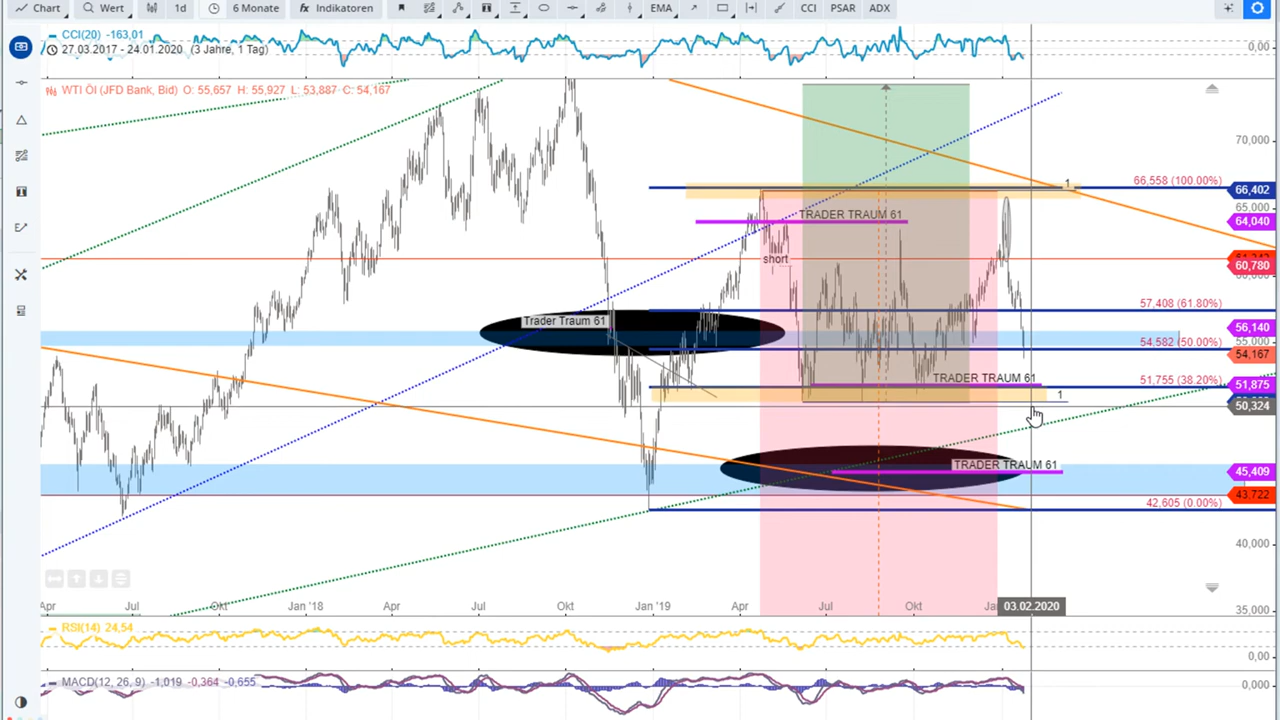 Chart Wert 1d 6 Monate fx Indikatoren EMA CCI PSAR ADX
CCI(20) -163,01
0,00
27.03.2017 - 24.01.2020 (3 Jahre, 1 Tag)
WTI Öl (JFD Bank, Bid) O: 55,657 H: 55,927 L: 53,887 C: 54,167
70,000
66,558 (100.00%)
1
66,402
65,000
TRADER TRAUM 61
64,040
short
60,780
57,408 (61.80%)
Trader Traum 61
56,140
54,582 (50.00%)
55,000
54,167
TRADER TRAUM 61
51,755 (38.20%)
51,875
1
50,324
TRADER TRAUM 61
45,409
43,722
42,605 (0.00%)
40,000
35,000
Apr Jul Okt Jan '18 Apr Jul Okt Jan '19 Apr Jul Okt 03.02.2020
RSI(14) 24,54
0,00
MACD(12, 26, 9) -1,019 -0,364 -0,655
0,000